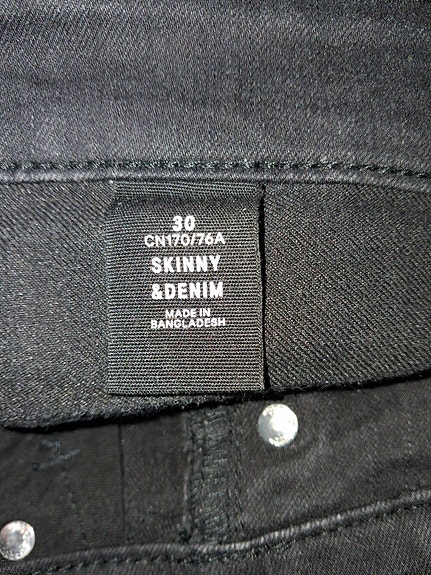 30
CN170/76A
SKINNY
&DENIM
MADE IN
BANGLADESH